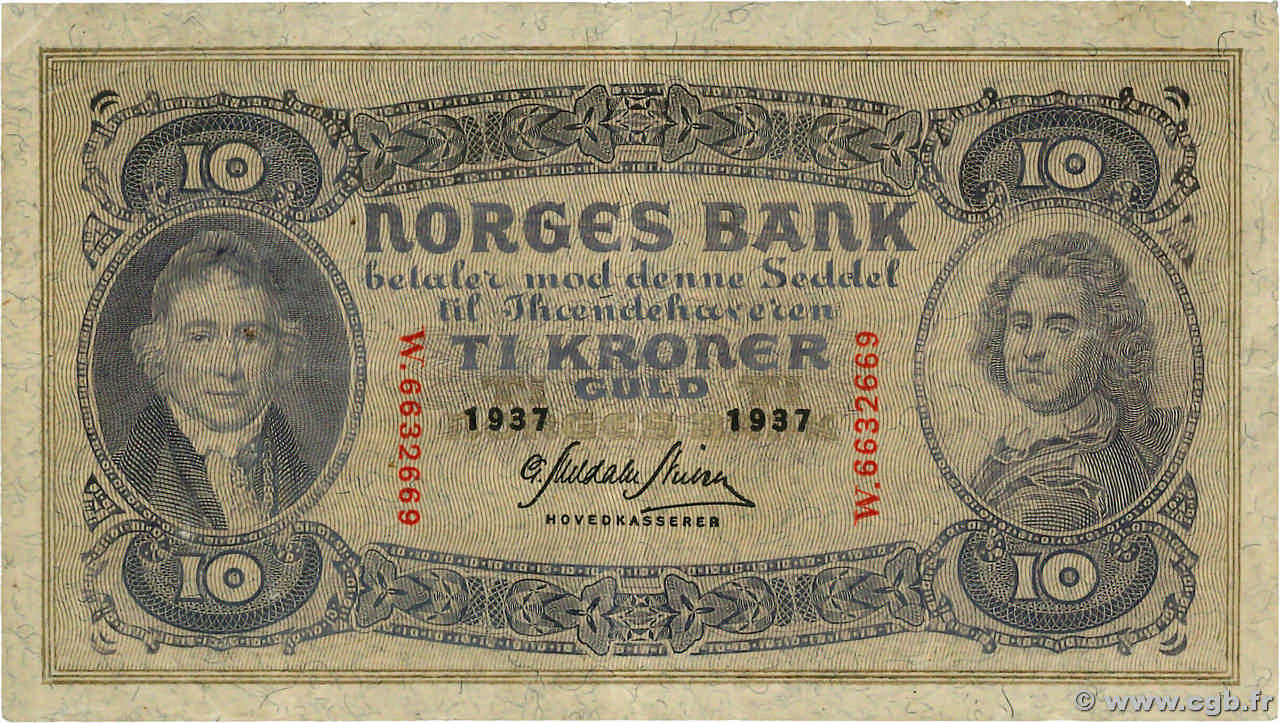 10 10
NORGES BANK
betaler mod denne Seddel
til Ihændehaveren
TI KRONER
GULD
1937 1937
W.6632669 W.6632669
HOVEDKASSERER
10 10
© www.cgb.fr